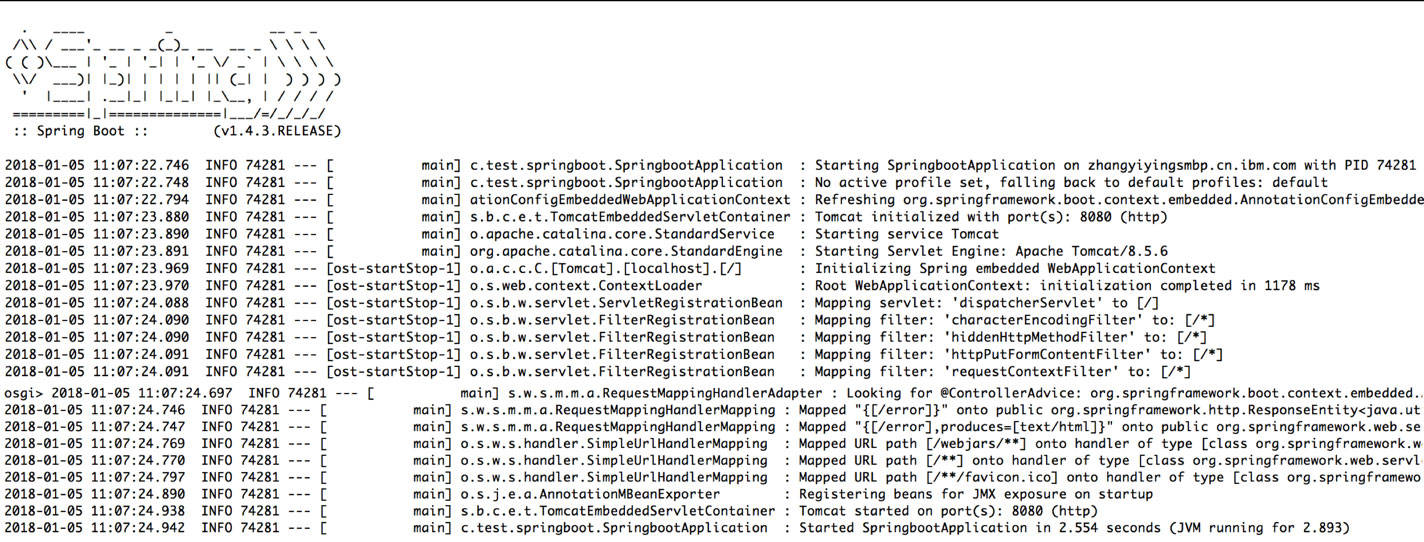 .   ____          _            __ _ _
 /\\ / ___'_ __ _ _(_)_ __  __ _ \ \ \ \
( ( )\___ | '_ | '_| | '_ \/ _` | \ \ \ \
 \\/  ___)| |_)| | | | | || (_| |  ) ) ) )
  '  |____| .__|_| |_|_| |_\__, | / / / /
 =========|_|==============|___/=/_/_/_/
 :: Spring Boot ::        (v1.4.3.RELEASE)
2018-01-05 11:07:22.746  INFO 74281 --- [           main] c.test.springboot.SpringbootApplication  : Starting SpringbootApplication on zhangyiyingsmbp.cn.ibm.com with PID 74281
2018-01-05 11:07:22.748  INFO 74281 --- [           main] c.test.springboot.SpringbootApplication  : No active profile set, falling back to default profiles: default
2018-01-05 11:07:22.794  INFO 74281 --- [           main] ationConfigEmbeddedWebApplicationContext : Refreshing org.springframework.boot.context.embedded.AnnotationConfigEmbedde
2018-01-05 11:07:23.880  INFO 74281 --- [           main] s.b.c.e.t.TomcatEmbeddedServletContainer : Tomcat initialized with port(s): 8080 (http)
2018-01-05 11:07:23.890  INFO 74281 --- [           main] o.apache.catalina.core.StandardService   : Starting service Tomcat
2018-01-05 11:07:23.891  INFO 74281 --- [           main] org.apache.catalina.core.StandardEngine  : Starting Servlet Engine: Apache Tomcat/8.5.6
2018-01-05 11:07:23.969  INFO 74281 --- [ost-startStop-1] o.a.c.c.C.[Tomcat].[localhost].[/]       : Initializing Spring embedded WebApplicationContext
2018-01-05 11:07:23.970  INFO 74281 --- [ost-startStop-1] o.s.web.context.ContextLoader            : Root WebApplicationContext: initialization completed in 1178 ms
2018-01-05 11:07:24.088  INFO 74281 --- [ost-startStop-1] o.s.b.w.servlet.ServletRegistrationBean  : Mapping servlet: 'dispatcherServlet' to [/]
2018-01-05 11:07:24.090  INFO 74281 --- [ost-startStop-1] o.s.b.w.servlet.FilterRegistrationBean   : Mapping filter: 'characterEncodingFilter' to: [/*]
2018-01-05 11:07:24.090  INFO 74281 --- [ost-startStop-1] o.s.b.w.servlet.FilterRegistrationBean   : Mapping filter: 'hiddenHttpMethodFilter' to: [/*]
2018-01-05 11:07:24.091  INFO 74281 --- [ost-startStop-1] o.s.b.w.servlet.FilterRegistrationBean   : Mapping filter: 'httpPutFormContentFilter' to: [/*]
2018-01-05 11:07:24.091  INFO 74281 --- [ost-startStop-1] o.s.b.w.servlet.FilterRegistrationBean   : Mapping filter: 'requestContextFilter' to: [/*]
osgi> 2018-01-05 11:07:24.697  INFO 74281 --- [           main] s.w.s.m.m.a.RequestMappingHandlerAdapter : Looking for @ControllerAdvice: org.springframework.boot.context.embedded.
2018-01-05 11:07:24.746  INFO 74281 --- [           main] s.w.s.m.m.a.RequestMappingHandlerMapping : Mapped "{[/error]}" onto public org.springframework.http.ResponseEntity<java.ut
2018-01-05 11:07:24.747  INFO 74281 --- [           main] s.w.s.m.m.a.RequestMappingHandlerMapping : Mapped "{[/error],produces=[text/html]}" onto public org.springframework.web.se
2018-01-05 11:07:24.769  INFO 74281 --- [           main] o.s.w.s.handler.SimpleUrlHandlerMapping  : Mapped URL path [/webjars/**] onto handler of type [class org.springframework.w
2018-01-05 11:07:24.770  INFO 74281 --- [           main] o.s.w.s.handler.SimpleUrlHandlerMapping  : Mapped URL path [/**] onto handler of type [class org.springframework.web.servl
2018-01-05 11:07:24.797  INFO 74281 --- [           main] o.s.w.s.handler.SimpleUrlHandlerMapping  : Mapped URL path [/**/favicon.ico] onto handler of type [class org.springframewo
2018-01-05 11:07:24.890  INFO 74281 --- [           main] o.s.j.e.a.AnnotationMBeanExporter        : Registering beans for JMX exposure on startup
2018-01-05 11:07:24.938  INFO 74281 --- [           main] s.b.c.e.t.TomcatEmbeddedServletContainer : Tomcat started on port(s): 8080 (http)
2018-01-05 11:07:24.942  INFO 74281 --- [           main] c.test.springboot.SpringbootApplication  : Started SpringbootApplication in 2.554 seconds (JVM running for 2.893)